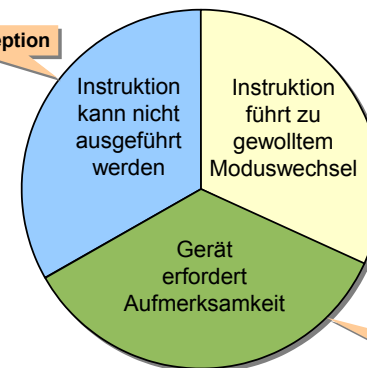 eption
Instruktion
kann nicht
ausgeführt
werden
Instruktion
führt zu
gewolltem
Moduswechsel
Gerät
erfordert
Aufmerksamkeit